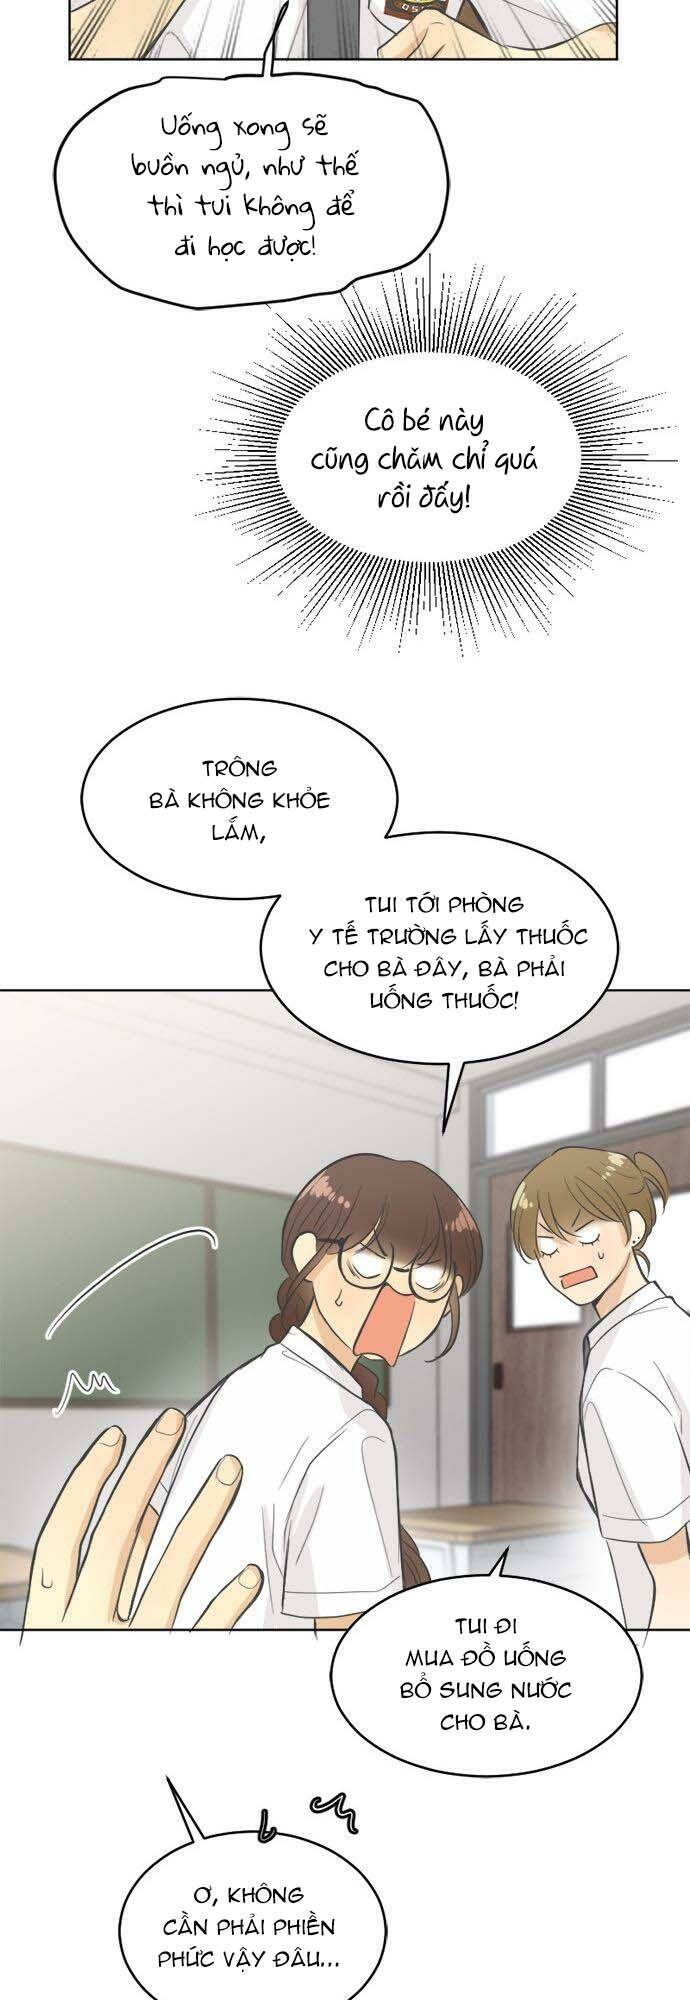 Uống xong sẽ
buồn ngủ, như thế
thì tui không để
đi học được!
Cô bé này
cũng chăm chỉ quá
rồi đấy!
TRÔNG
BÀ KHÔNG KHỎE
LẮM,
TUI TỚI PHÒNG
Y TẾ TRƯỜNG LẤY THUỐC
CHO BÀ ĐÂY, BÀ PHẢI
UỐNG THUỐC!
TUI ĐI
MUA ĐỒ UỐNG
BỔ SUNG NƯỚC
CHO BÀ.
Ơ, KHÔNG
CẦN PHẢI PHIỀN
PHỨC VẬY ĐÂU...